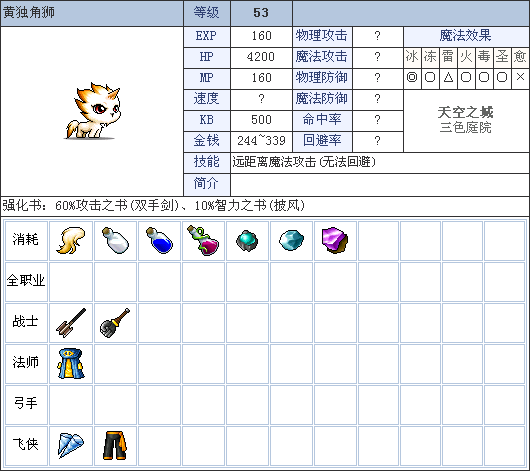 黄独角狮 等级 53
EXP 160 物理攻击 ? 魔法效果
HP 4200 魔法攻击 ? 冰 冻 雷 火 毒 圣 愈
MP 160 物理防御 ? ◎ ○ △ ○ ○ ○ ×
速度 ? 魔法防御 ?
天空之城
三色庭院
KB 500 命中率 ?
金钱 244~339 回避率 ?
技能 远距离魔法攻击(无法回避)
简介
强化书: 60%攻击之书(双手剑)、10%智力之书(披风)
消耗
全职业
战士
法师
弓手
飞侠